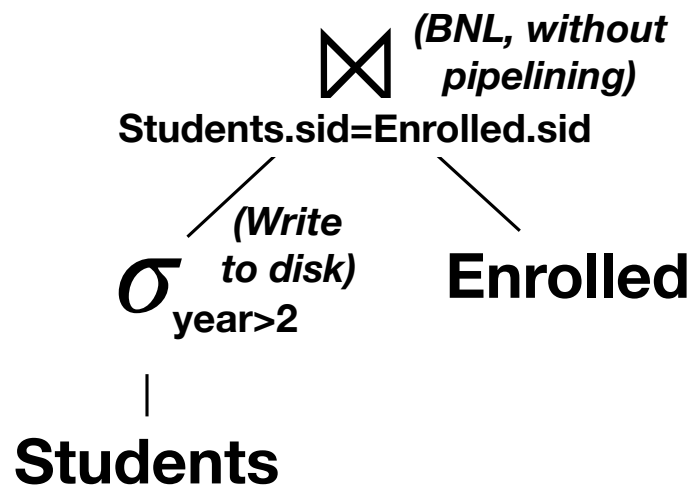 ⋈ (BNL, without
pipelining)
Students.sid=Enrolled.sid
(Write
to disk)
σ year>2
Enrolled
Students